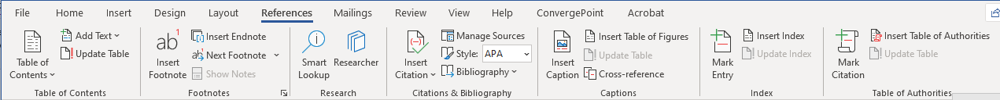 File Home Insert Design Layout References Mailings Review View Help ConvergePoint Acrobat
Table of
Contents
Add Text
Update Table
Table of Contents
ab1
Insert
Footnote
Insert Endnote
Next Footnote
Show Notes
Footnotes
Smart
Lookup
Researcher
Research
Insert
Citation
Manage Sources
Style: APA
Bibliography
Citations & Bibliography
Insert
Caption
Insert Table of Figures
Update Table
Cross-reference
Captions
Mark
Entry
Insert Index
Update Index
Index
Mark
Citation
Insert Table of Authorities
Update Table
Table of Authorities